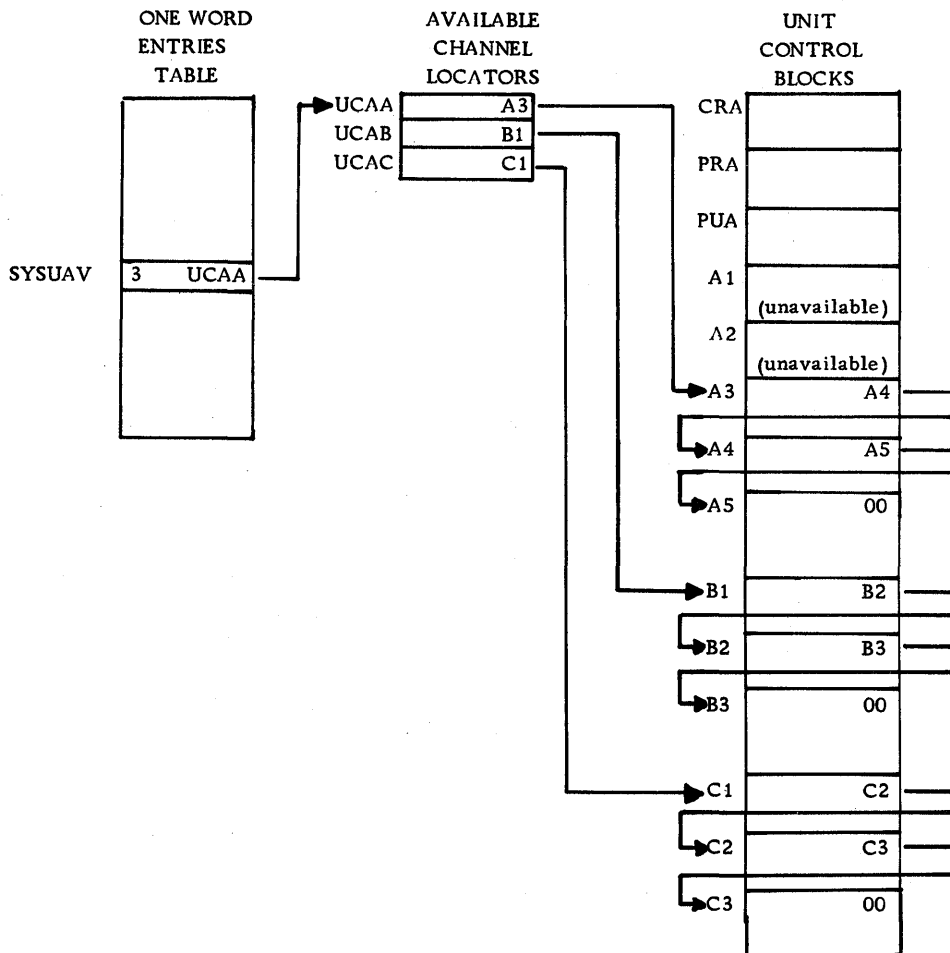 ONE WORD
ENTRIES
TABLE
AVAILABLE
CHANNEL
LOCATORS
UNIT
CONTROL
BLOCKS
UCAA A3
UCAB B1
UCAC C1
SYSUAV 3 UCAA
CRA
PRA
PUA
A1
(unavailable)
A2
(unavailable)
A3 A4
A4 A5
A5 00
B1 B2
B2 B3
B3 00
C1 C2
C2 C3
C3 00